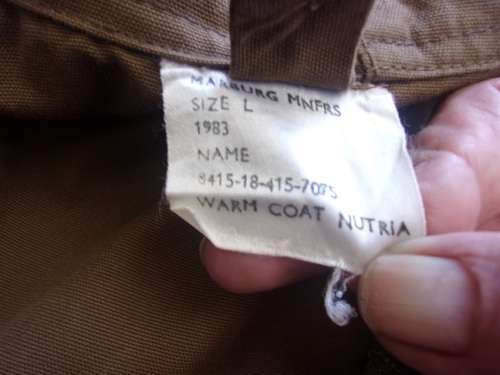 MARBURG MNFRS
SIZE L
1983
NAME
8415-18-415-7075
WARM COAT NUTRIA